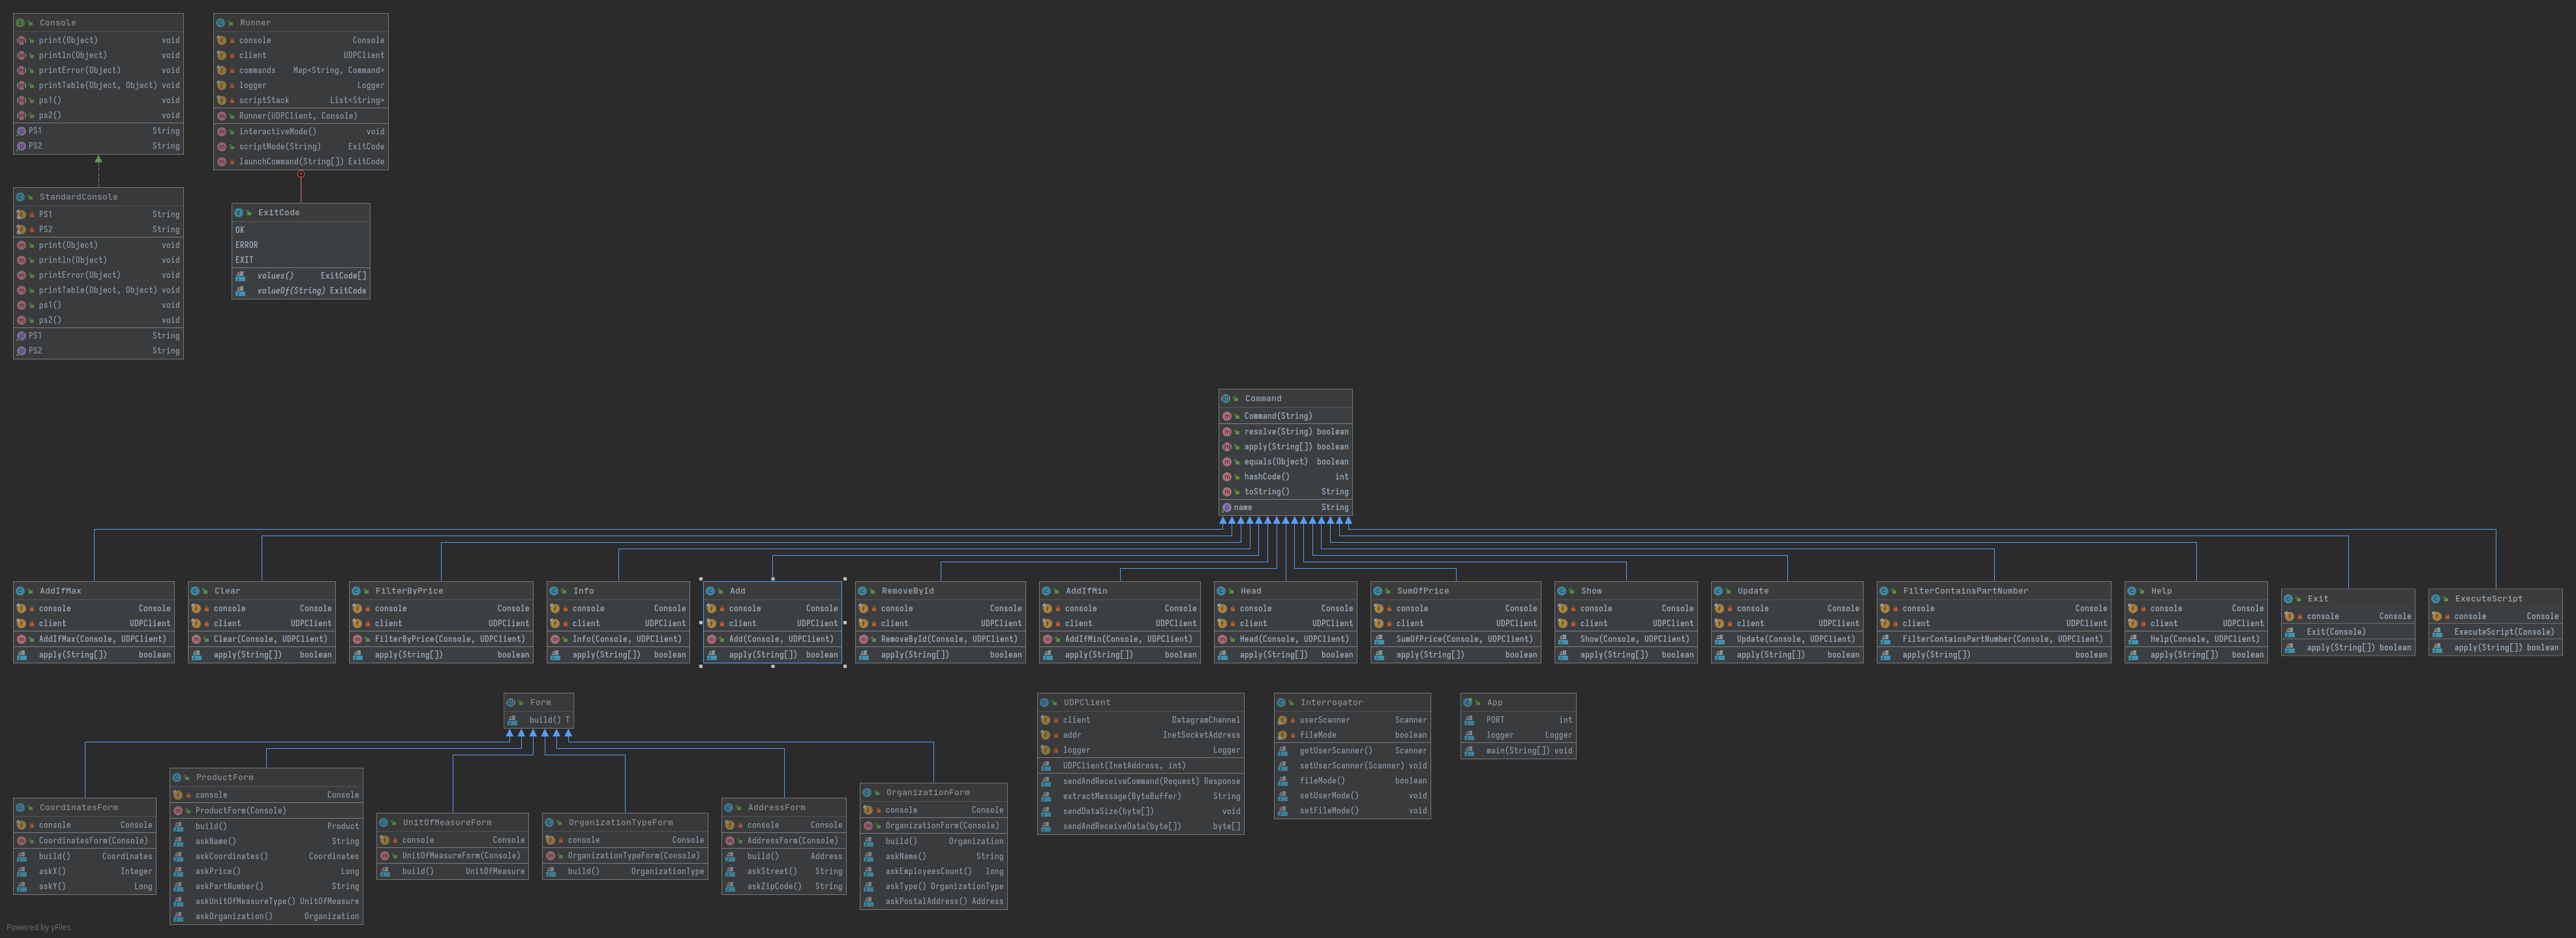 Console
print(Object) void
println(Object) void
printError(Object) void
printTable(Object, Object) void
ps1() void
ps2() void
PS1 String
PS2 String
Runner
console Console
client UDPClient
commands Map<String, Command>
logger Logger
scriptStack List<String>
Runner(UDPClient, Console)
interactiveMode() void
scriptMode(String) ExitCode
launchCommand(String[]) ExitCode
StandardConsole
PS1 String
PS2 String
print(Object) void
println(Object) void
printError(Object) void
printTable(Object, Object) void
ps1() void
ps2() void
PS1 String
PS2 String
ExitCode
OK
ERROR
EXIT
values() ExitCode[]
valueOf(String) ExitCode
Command
Command(String)
resolve(String) boolean
apply(String[]) boolean
equals(Object) boolean
hashCode() int
toString() String
name String
AddIfMax
console Console
client UDPClient
AddIfMax(Console, UDPClient)
apply(String[]) boolean
Clear
console Console
client UDPClient
Clear(Console, UDPClient)
apply(String[]) boolean
FilterByPrice
console Console
client UDPClient
FilterByPrice(Console, UDPClient)
apply(String[]) boolean
Info
console Console
client UDPClient
Info(Console, UDPClient)
apply(String[]) boolean
Add
console Console
client UDPClient
Add(Console, UDPClient)
apply(String[]) boolean
RemoveById
console Console
client UDPClient
RemoveById(Console, UDPClient)
apply(String[]) boolean
AddIfMin
console Console
client UDPClient
AddIfMin(Console, UDPClient)
apply(String[]) boolean
Head
console Console
client UDPClient
Head(Console, UDPClient)
apply(String[]) boolean
SumOfPrice
console Console
client UDPClient
SumOfPrice(Console, UDPClient)
apply(String[]) boolean
Show
console Console
client UDPClient
Show(Console, UDPClient)
apply(String[]) boolean
Update
console Console
client UDPClient
Update(Console, UDPClient)
apply(String[]) boolean
FilterContainsPartNumber
console Console
client UDPClient
FilterContainsPartNumber(Console, UDPClient)
apply(String[]) boolean
Help
console Console
client UDPClient
Help(Console, UDPClient)
apply(String[]) boolean
Exit
console Console
Exit(Console)
apply(String[]) boolean
ExecuteScript
console Console
ExecuteScript(Console)
apply(String[]) boolean
Form
build() T
UDPClient
client DatagramChannel
addr InetSocketAddress
logger Logger
UDPClient(InetAddress, int)
sendAndReceiveCommand(Request) Response
extractMessage(ByteBuffer) String
sendDataSize(byte[]) void
sendAndReceiveData(byte[]) byte[]
Interrogator
userScanner Scanner
fileMode boolean
getUserScanner() Scanner
setUserScanner(Scanner) void
fileMode() boolean
setUserMode() void
setFileMode() void
App
PORT int
logger Logger
main(String[]) void
CoordinatesForm
console Console
CoordinatesForm(Console)
build() Coordinates
askX() Integer
askY() Long
ProductForm
console Console
ProductForm(Console)
build() Product
askName() String
askCoordinates() Coordinates
askPrice() Long
askPartNumber() String
askUnitOfMeasureType() UnitOfMeasure
askOrganization() Organization
UnitOfMeasureForm
console Console
UnitOfMeasureForm(Console)
build() UnitOfMeasure
OrganizationTypeForm
console Console
OrganizationTypeForm(Console)
build() OrganizationType
AddressForm
console Console
AddressForm(Console)
build() Address
askStreet() String
askZipCode() String
OrganizationForm
console Console
OrganizationForm(Console)
build() Organization
askName() String
askEmployeesCount() long
askType() OrganizationType
askPostalAddress() Address
Powered by yFiles